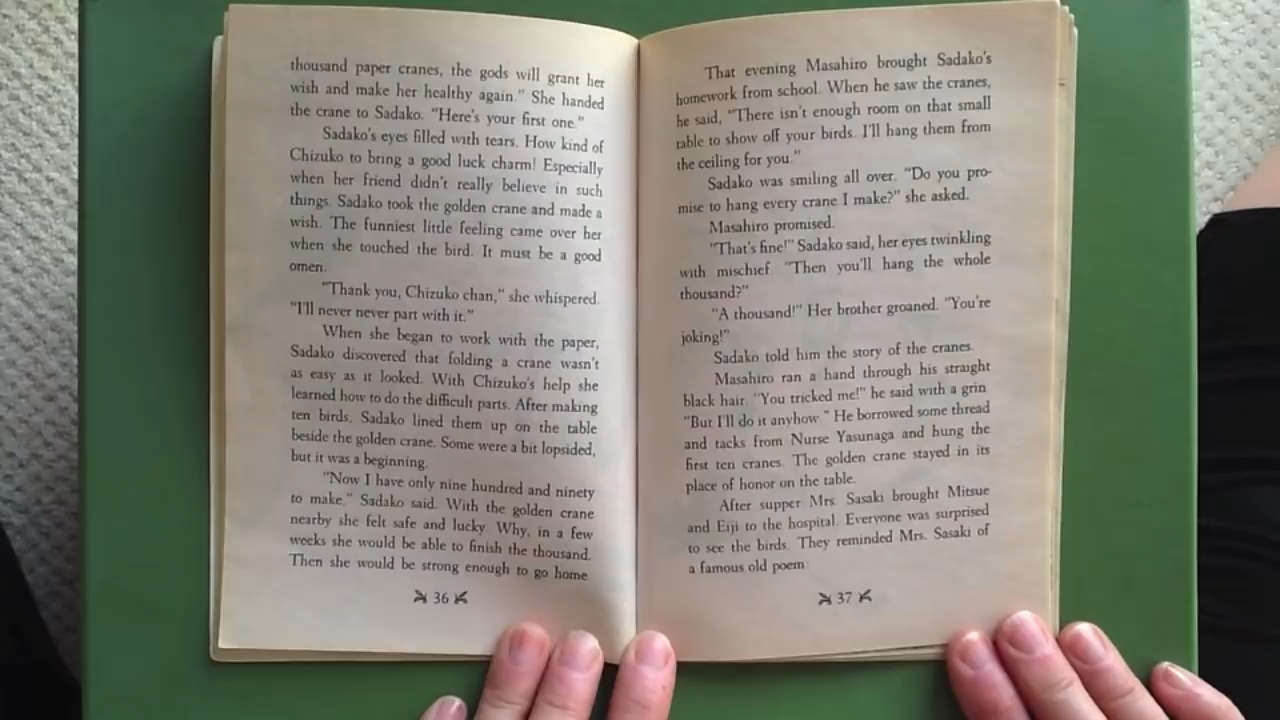 thousand paper cranes, the gods will grant her
wish and make her healthy again." She handed
the crane to Sadako. "Here's your first one."
Sadako's eyes filled with tears. How kind of
Chizuko to bring a good luck charm! Especially
when her friend didn't really believe in such
things. Sadako took the golden crane and made a
wish. The funniest little feeling came over her
when she touched the bird. It must be a good
omen.
"Thank you, Chizuko chan," she whispered.
"I'll never never part with it."
When she began to work with the paper,
Sadako discovered that folding a crane wasn't
as easy as it looked. With Chizuko's help she
learned how to do the difficult parts. After making
ten birds, Sadako lined them up on the table
beside the golden crane. Some were a bit lopsided,
but it was a beginning.
"Now I have only nine hundred and ninety
to make," Sadako said. With the golden crane
nearby she felt safe and lucky. Why, in a few
weeks she would be able to finish the thousand.
Then she would be strong enough to go home.
36
That evening Masahiro brought Sadako's
homework from school. When he saw the cranes,
he said, "There isn't enough room on that small
table to show off your birds. I'll hang them from
the ceiling for you."
Sadako was smiling all over. "Do you pro-
mise to hang every crane I make?" she asked.
Masahiro promised.
"That's fine!" Sadako said, her eyes twinkling
with mischief. "Then you'll hang the whole
thousand?"
"A thousand!" Her brother groaned. "You're
joking!"
Sadako told him the story of the cranes.
Masahiro ran a hand through his straight
black hair. "You tricked me!" he said with a grin.
"But I'll do it anyhow." He borrowed some thread
and tacks from Nurse Yasunaga and hung the
first ten cranes. The golden crane stayed in its
place of honor on the table.
After supper Mrs. Sasaki brought Mitsue
and Eiji to the hospital. Everyone was surprised
to see the birds. They reminded Mrs. Sasaki of
a famous old poem:
37